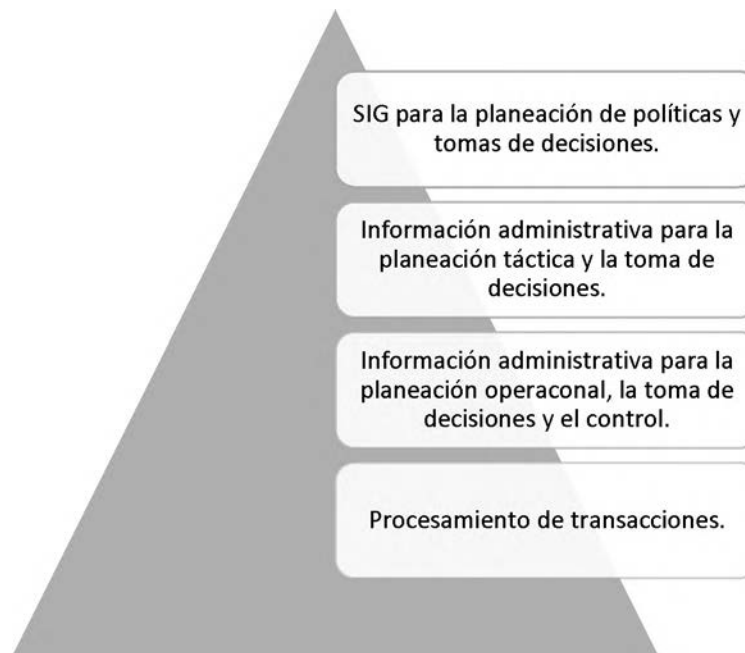 SIG para la planeación de políticas y
tomas de decisiones.
Información administrativa para la
planeación táctica y la toma de
decisiones.
Información administrativa para la
planeación operaconal, la toma de
decisiones y el control.
Procesamiento de transacciones.